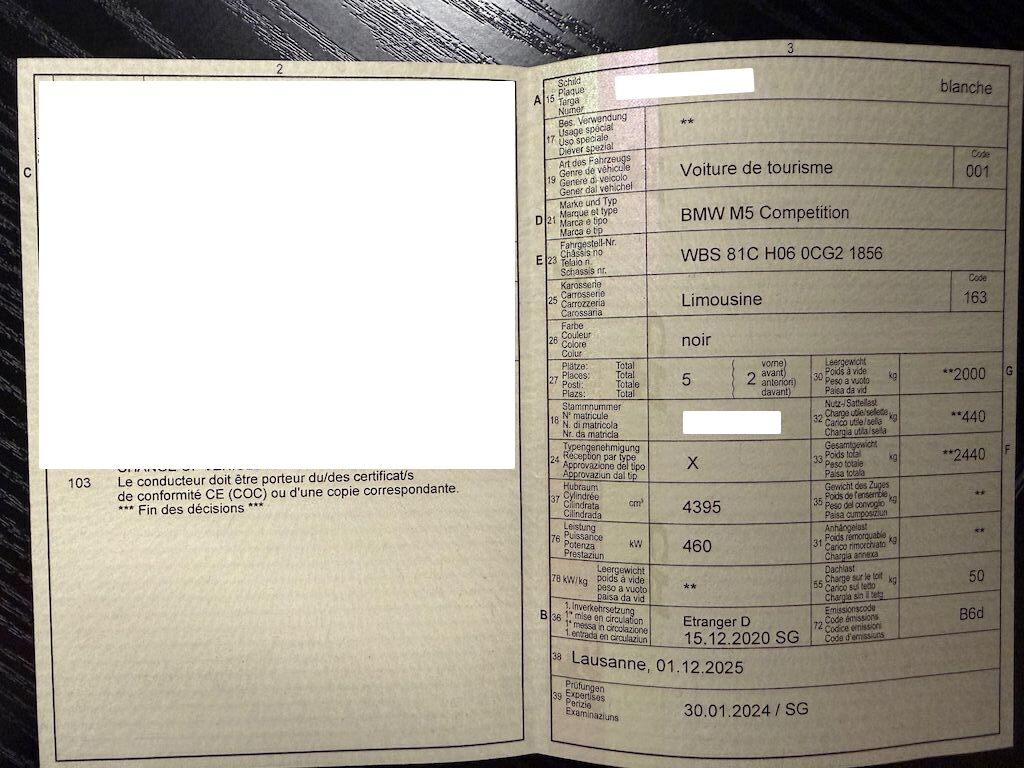 2
C
103 Le conducteur doit être porteur du/des certificat/s
de conformité CE (COC) ou d'une copie correspondante.
*** Fin des décisions ***
3
A 15 Schild
Plaque
Targa
Numer
blanche
17 Bes. Verwendung
Usage spécial
Uso speciale
Diever spezial
**
19 Art des Fahrzeugs
Genre de véhicule
Genere di veicolo
Gener dal vehichel
Voiture de tourisme
Code
001
D 21 Marke und Typ
Marque et type
Marca e tipo
Marca e tip
BMW M5 Competition
E 23 Fahrgestell-Nr.
Châssis no
Telaio n.
Schassis nr.
WBS 81C H06 0CG2 1856
25 Karosserie
Carrosserie
Carrozzeria
Carossaria
Limousine
Code
163
26 Farbe
Couleur
Colore
Colur
noir
27 Plätze: Total
Places: Total
Posti: Totale
Plazs: Total
5
2
vorne)
avant)
anteriori)
davant)
30 Leergewicht
Poids à vide
Peso a vuoto
Paisa da vid
kg
**2000
G
18 Stammnummer
N° matricule
N. di matricola
Nr. da matricla
32 Nutz-/Sattellast
Charge utile/sellette
Carico utile/sella
Chargia utila/sella
kg
**440
24 Typengenehmigung
Réception par type
Approvazione del tipo
Approvaziun dal tip
X
33 Gesamtgewicht
Poids total
Peso totale
Paisa totala
kg
**2440
F
37 Hubraum
Cylindrée
Cilindrata
Cilindrada
cm³
4395
35 Gewicht des Zuges
Poids de l'ensemble
Peso del convoglio
Paisa cumposiziun
kg
**
76 Leistung
Puissance
Potenza
Prestaziun
kW
460
31 Anhängelast
Poids remorquable
Carico rimorchiato
Chargia annexa
kg
**
78 kW/kg Leergewicht
poids à vide
peso a vuoto
paisa da vid
**
55 Dachlast
Charge sur le toit
Carico sul tetto
Chargia sin il tetg
kg
50
B 36 1. Inverkehrsetzung
1re mise en circulation
1a messa in circolazione
1. entrada en circulaziun
Etranger D
15.12.2020 SG
72 Emissionscode
Code émissions
Codice emissioni
Code d'emissiuns
B6d
38 Lausanne, 01.12.2025
39 Prüfungen
Expertises
Perizie
Examinaziuns
30.01.2024 / SG